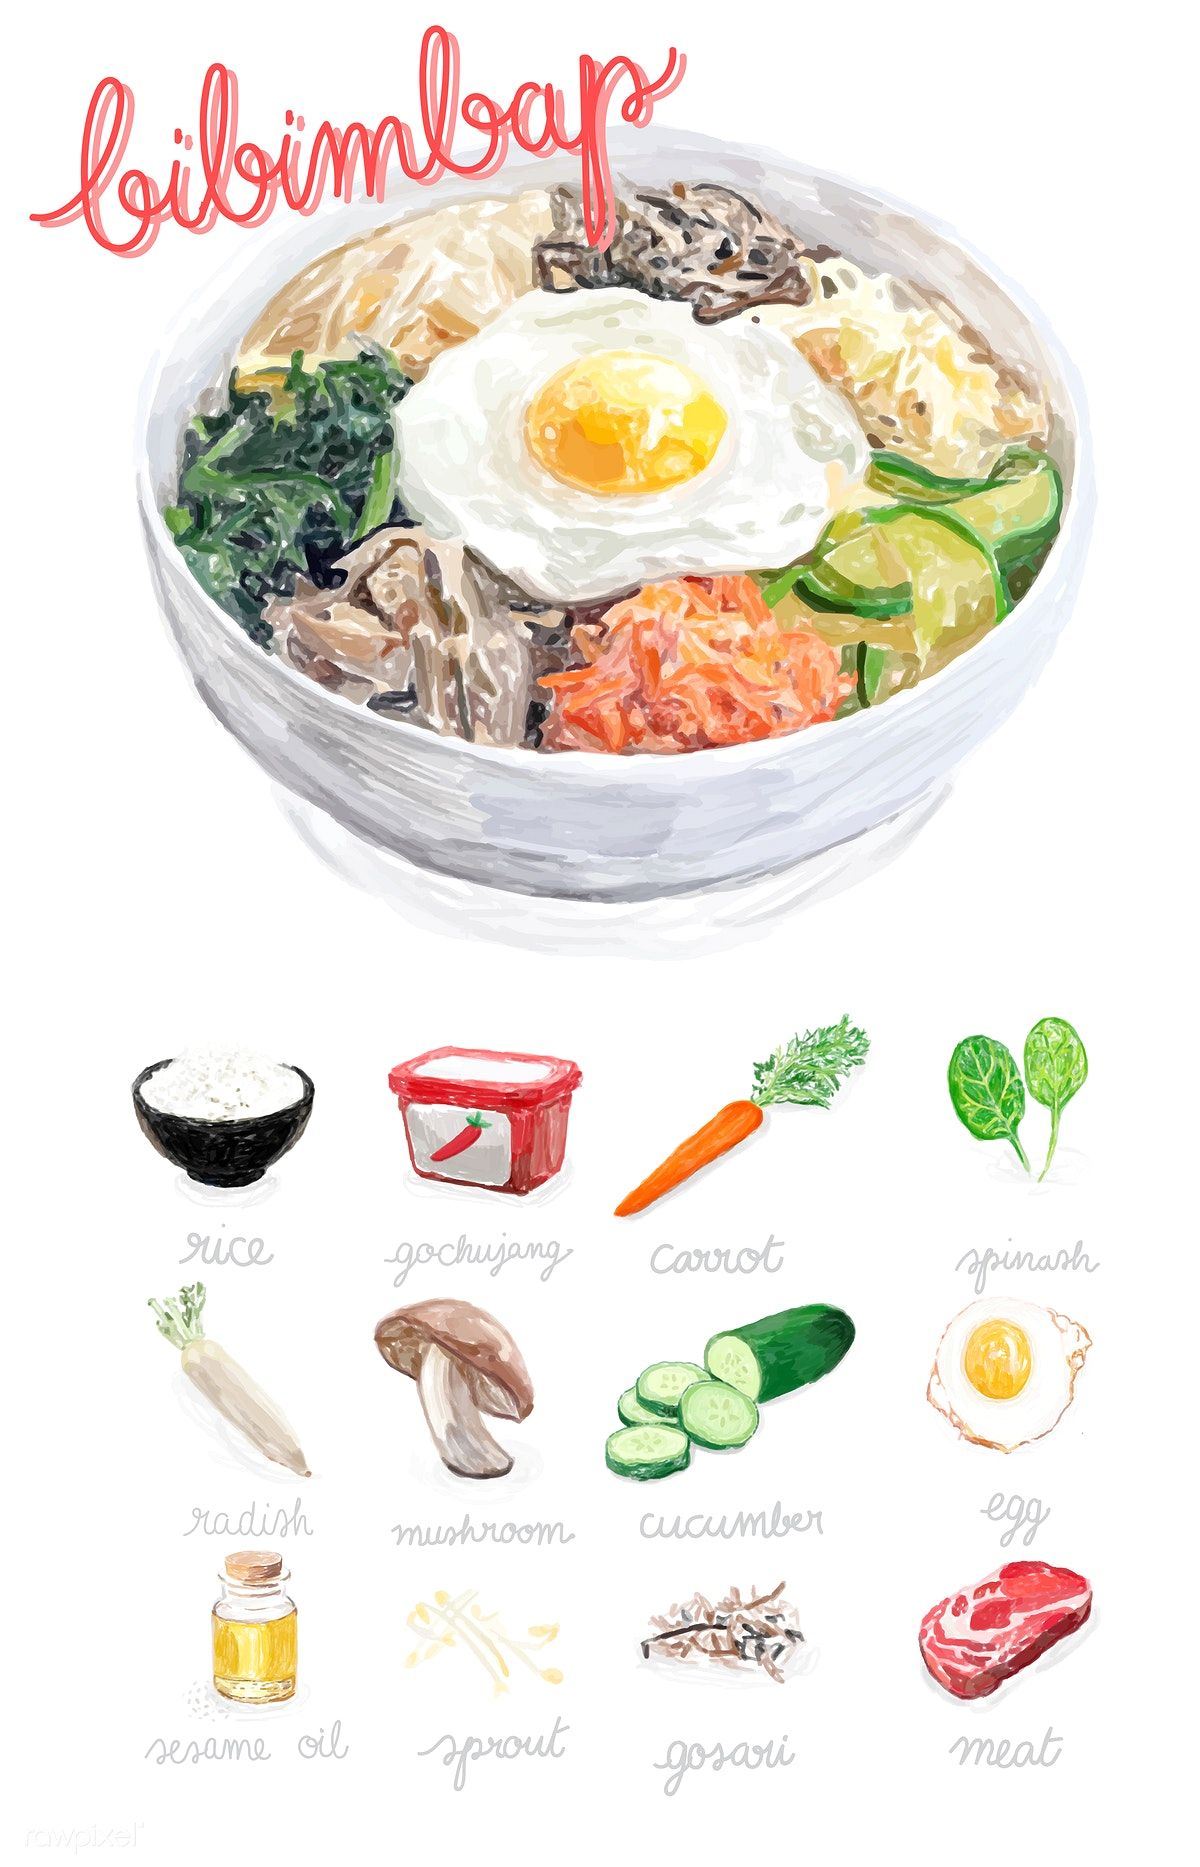 bibimbap
rice gochujang carrot spinash
radish mushroom cucumber egg
sesame oil sprout gosari meat
rawpixel